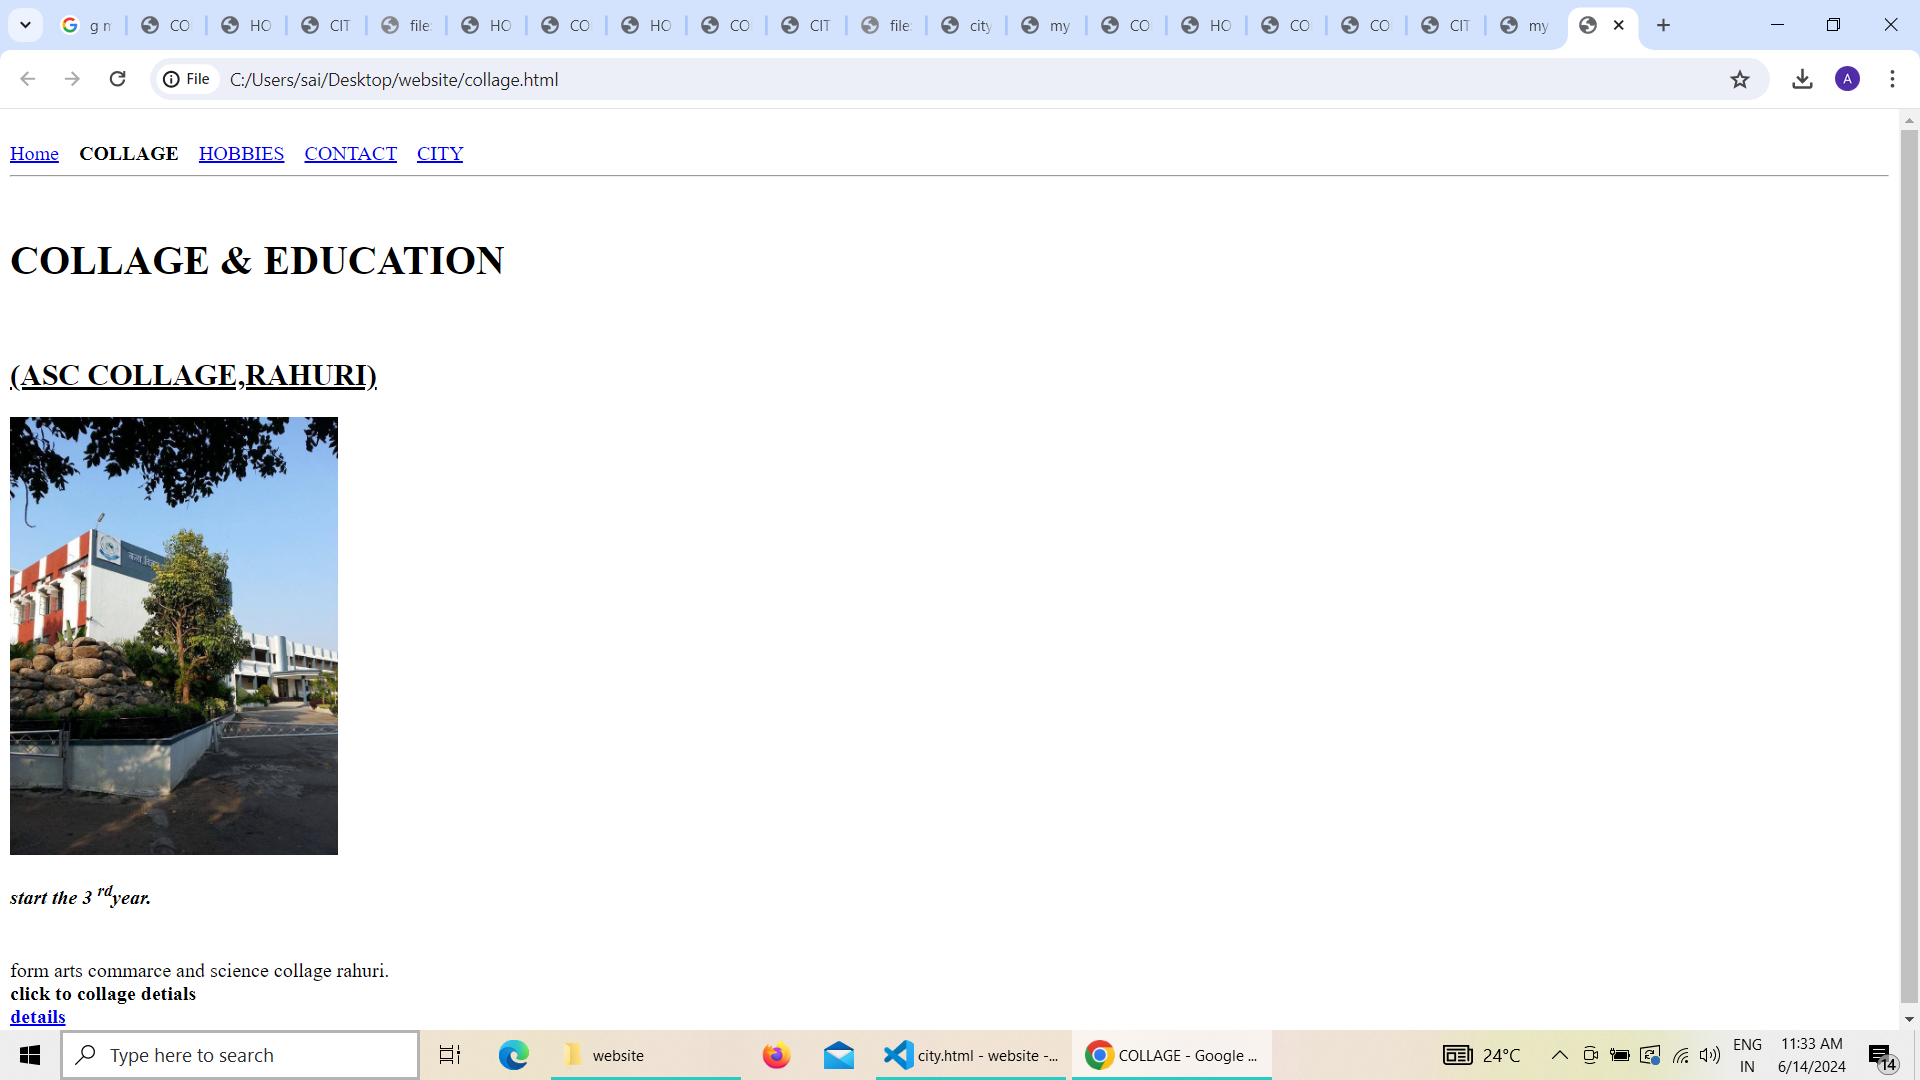 g m
CO
HO
CIT
file:
HO
CO
HO
CO
CIT
file:
city
my
CO
HO
CO
CO
CIT
my
File C:/Users/sai/Desktop/website/collage.html
A
Home COLLAGE HOBBIES CONTACT CITY
COLLAGE & EDUCATION
(ASC COLLAGE,RAHURI)
start the 3 rdyear.
form arts commarce and science collage rahuri.
click to collage detials
details
Type here to search
website
city.html - website -...
COLLAGE - Google ...
24°C
ENG
IN
11:33 AM
6/14/2024
14